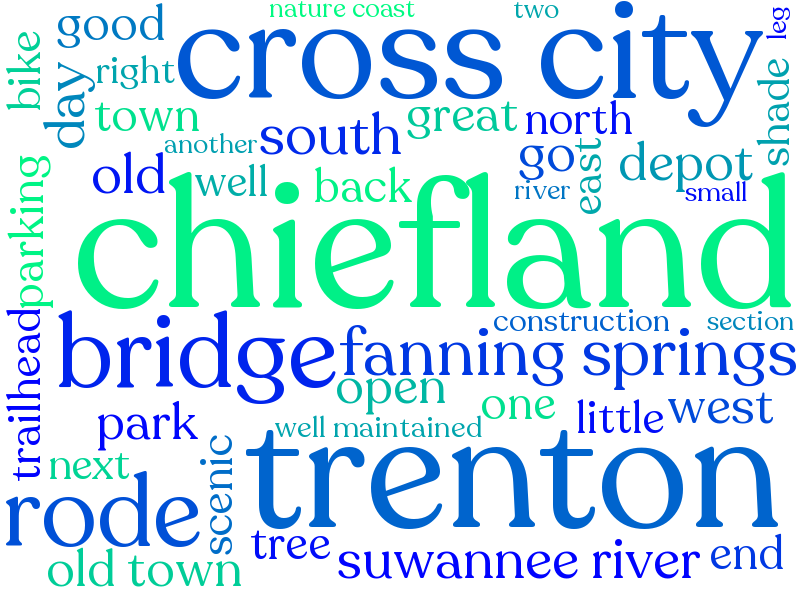 nature coast
two
leg
good
cross city
bike
day
right
shade
town
great
north
another
south
go
east
depot
old
well
back
river
small
parking
chiefland
trailhead
bridge
construction
section
fanning springs
open
park
one
little
west
well maintained
next
scenic
trenton
rode
tree
suwannee river
end
old town